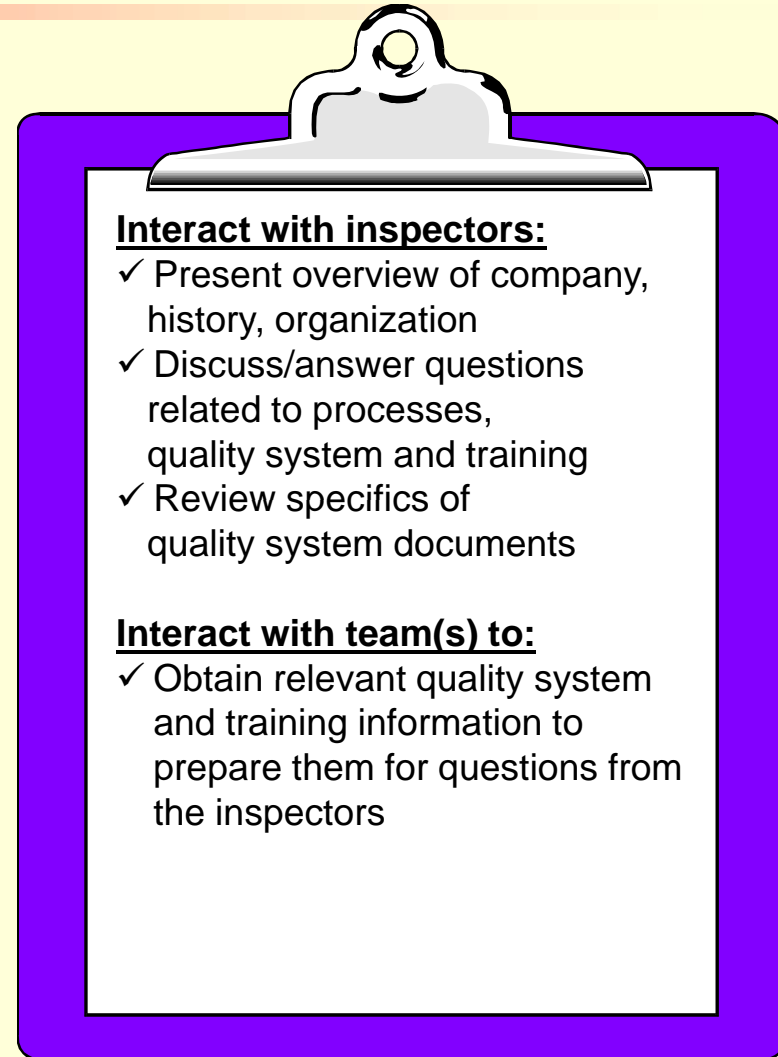 Interact with inspectors:
✓ Present overview of company,
history, organization
✓ Discuss/answer questions
related to processes,
quality system and training
✓ Review specifics of
quality system documents
Interact with team(s) to:
✓ Obtain relevant quality system
and training information to
prepare them for questions from
the inspectors